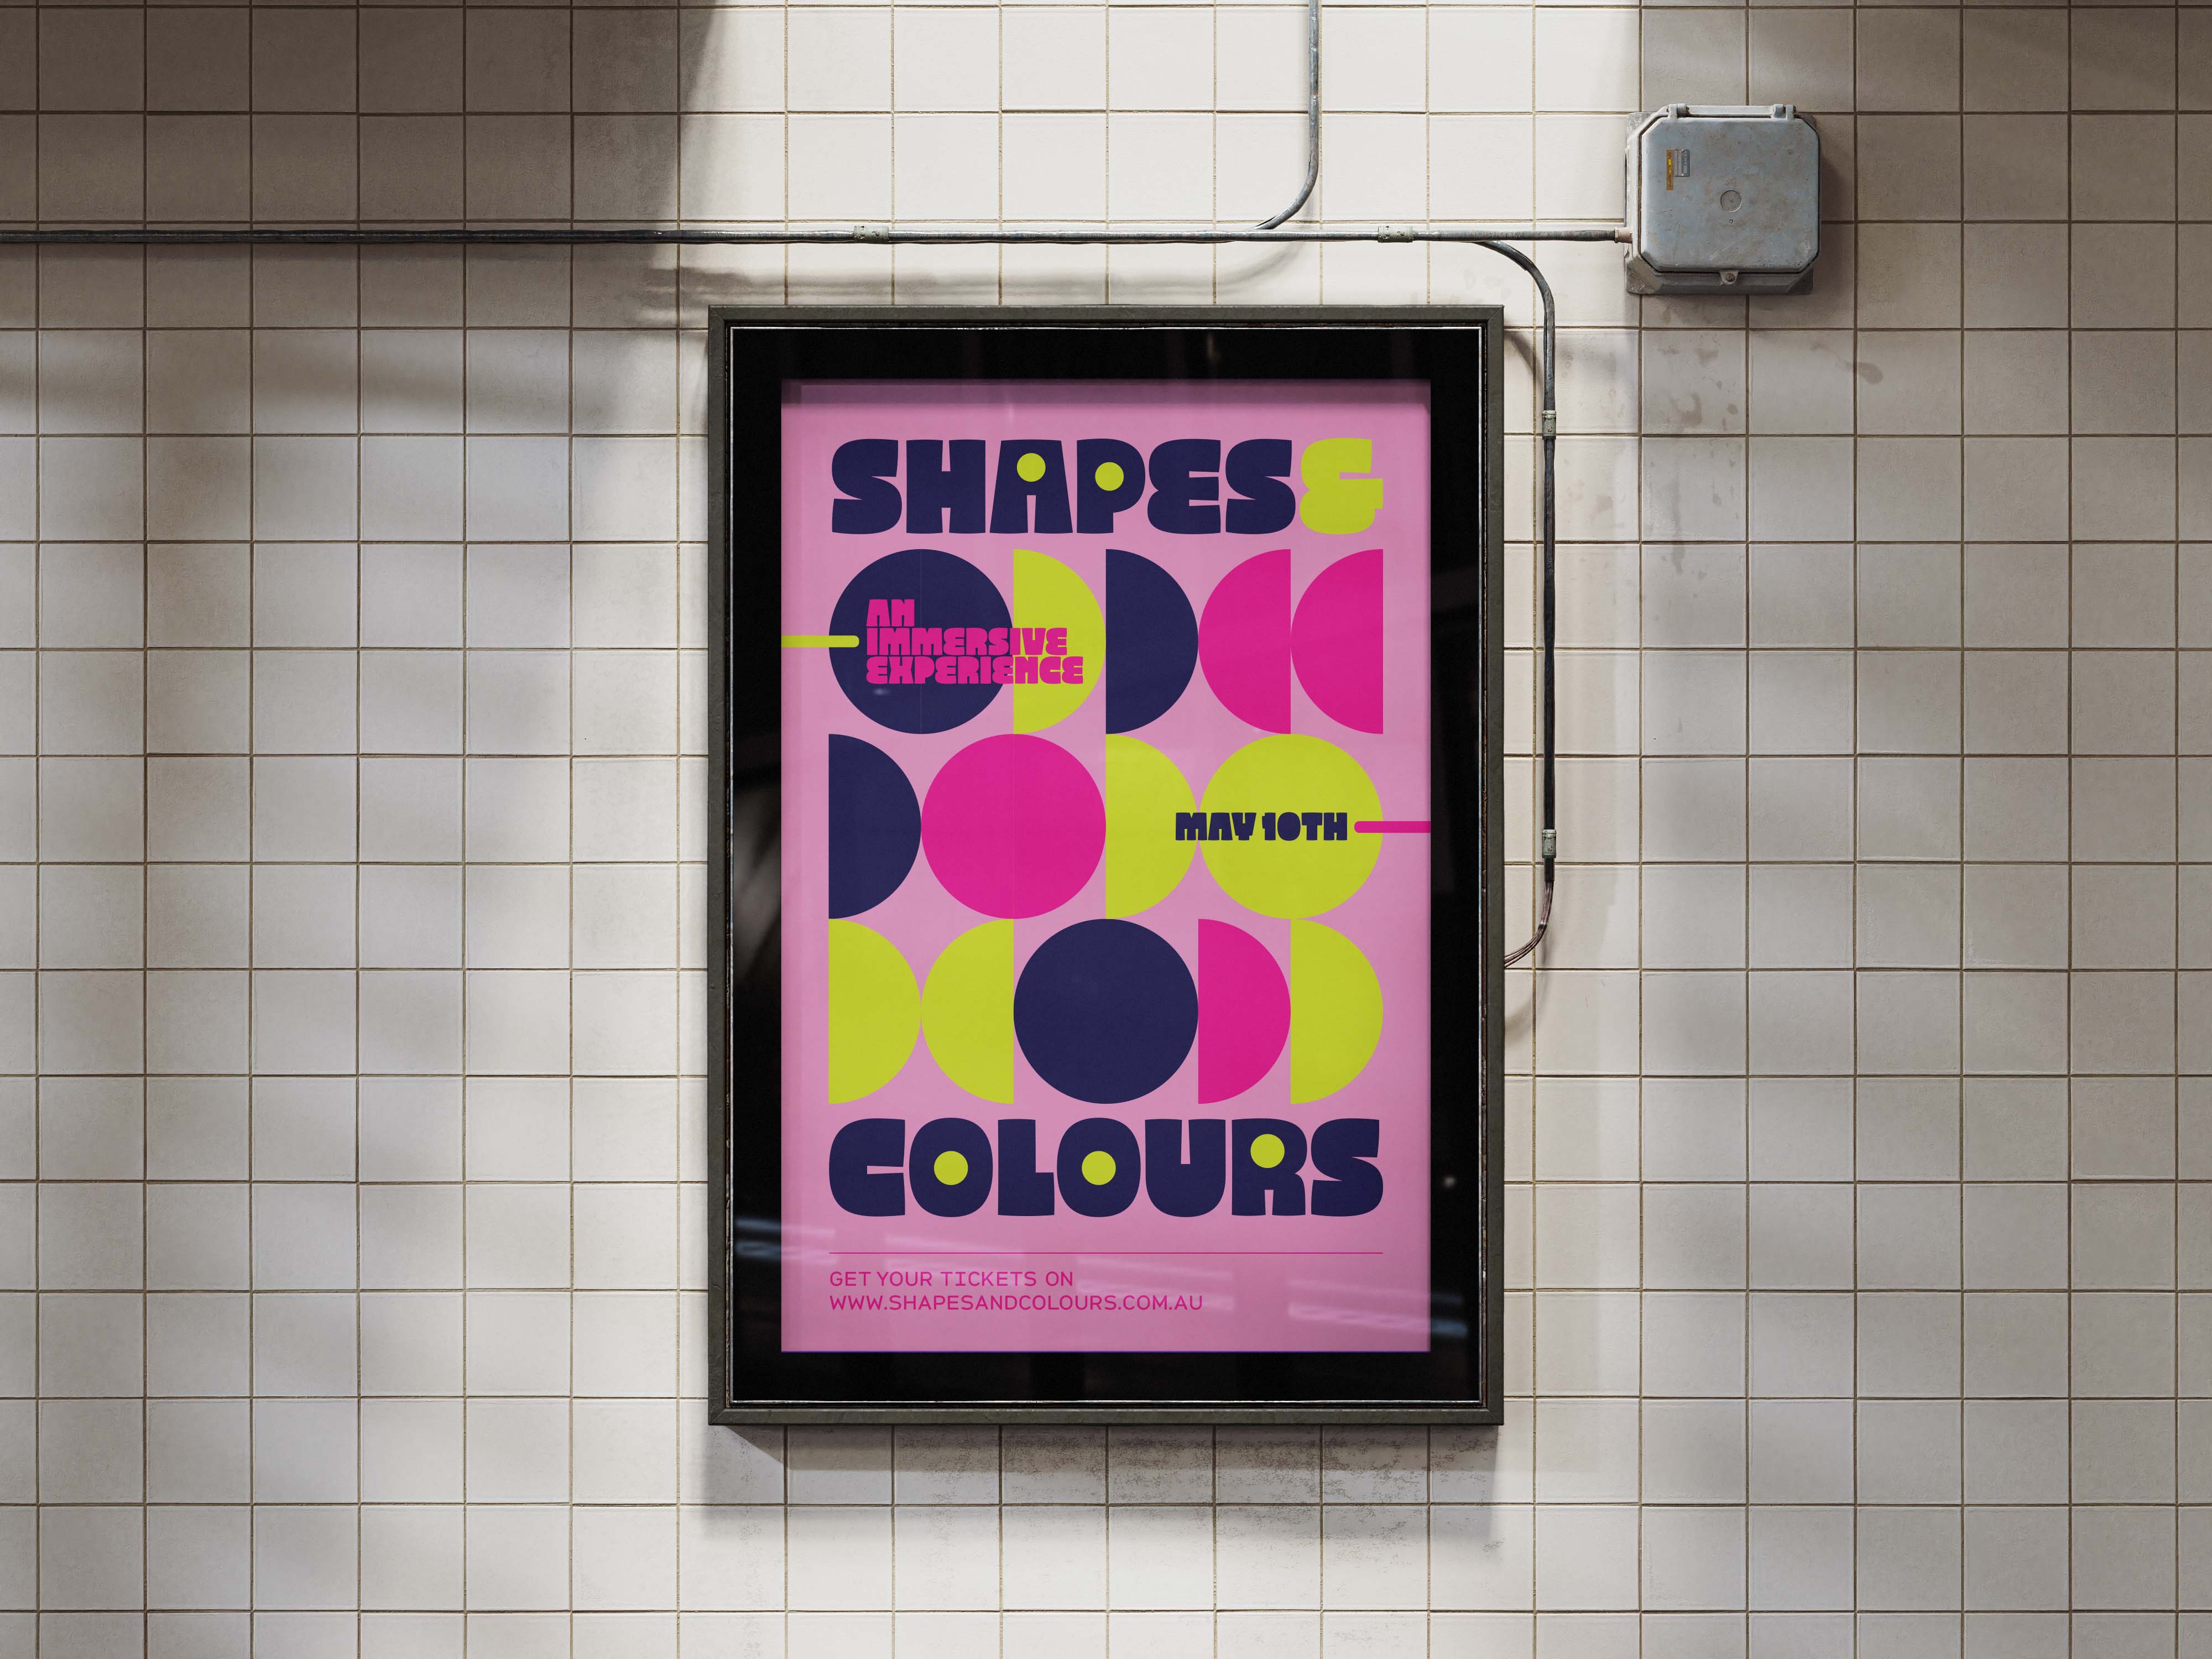 SHAPES&
AN
IMMERSIVE
EXPERIENCE
MAY 10TH
COLOURS
GET YOUR TICKETS ON
WWW.SHAPESANDCOLOURS.COM.AU